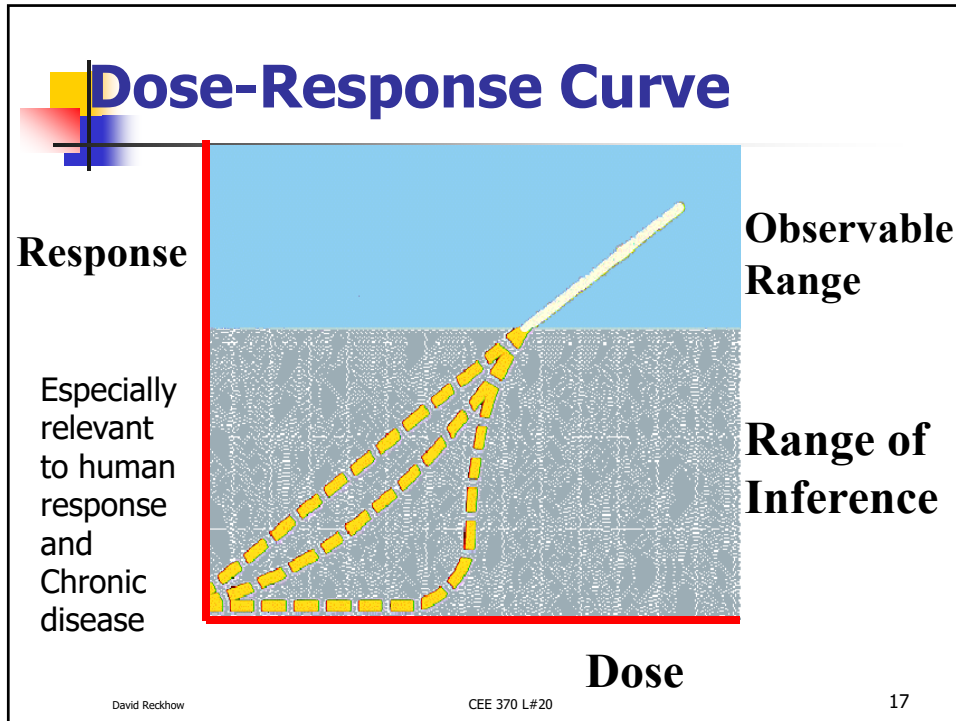 Dose-Response Curve
Response
Observable
Range
Especially
relevant
to human
response
and
Chronic
disease
Range of
Inference
Dose
David Reckhow
CEE 370 L#20
17